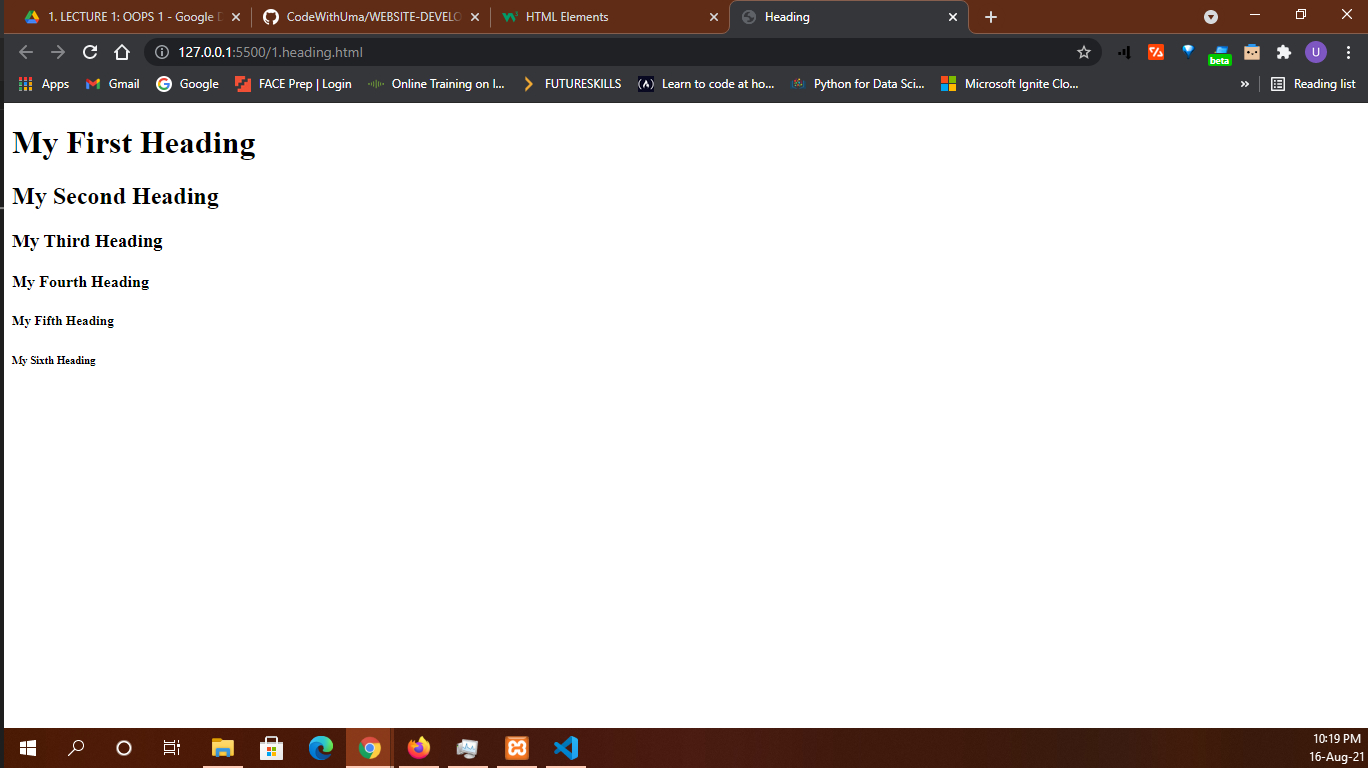 1. LECTURE 1: OOPS 1 - Google D
CodeWithUma/WEBSITE-DEVELO
HTML Elements
Heading
127.0.0.1:5500/1.heading.html
beta
U
Apps
Gmail
Google
FACE Prep | Login
Online Training on I...
FUTURESKILLS
Learn to code at ho...
Python for Data Sci...
Microsoft Ignite Clo...
»
Reading list
My First Heading
My Second Heading
My Third Heading
My Fourth Heading
My Fifth Heading
My Sixth Heading
10:19 PM
16-Aug-21